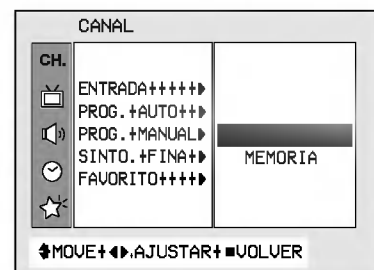 CANAL
CH.
ENTRADA+++++▶
PROG.+AUTO++▶
PROG.+MANUAL▶
SINTO.+FINA+▶
MEMORIA
FAVORITO++++▶
⬍MOVE+◀▶,AJUSTAR+■VOLVER